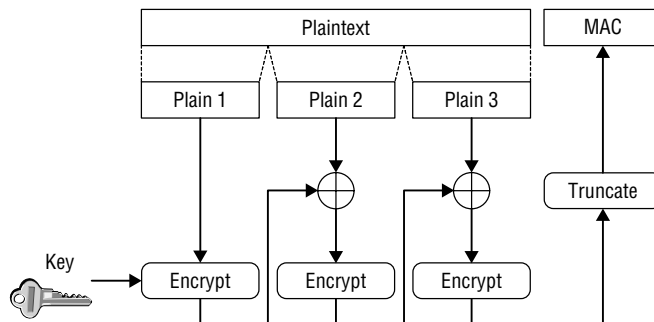 Plaintext
MAC
Plain 1
Plain 2
Plain 3
Truncate
Key
Encrypt
Encrypt
Encrypt